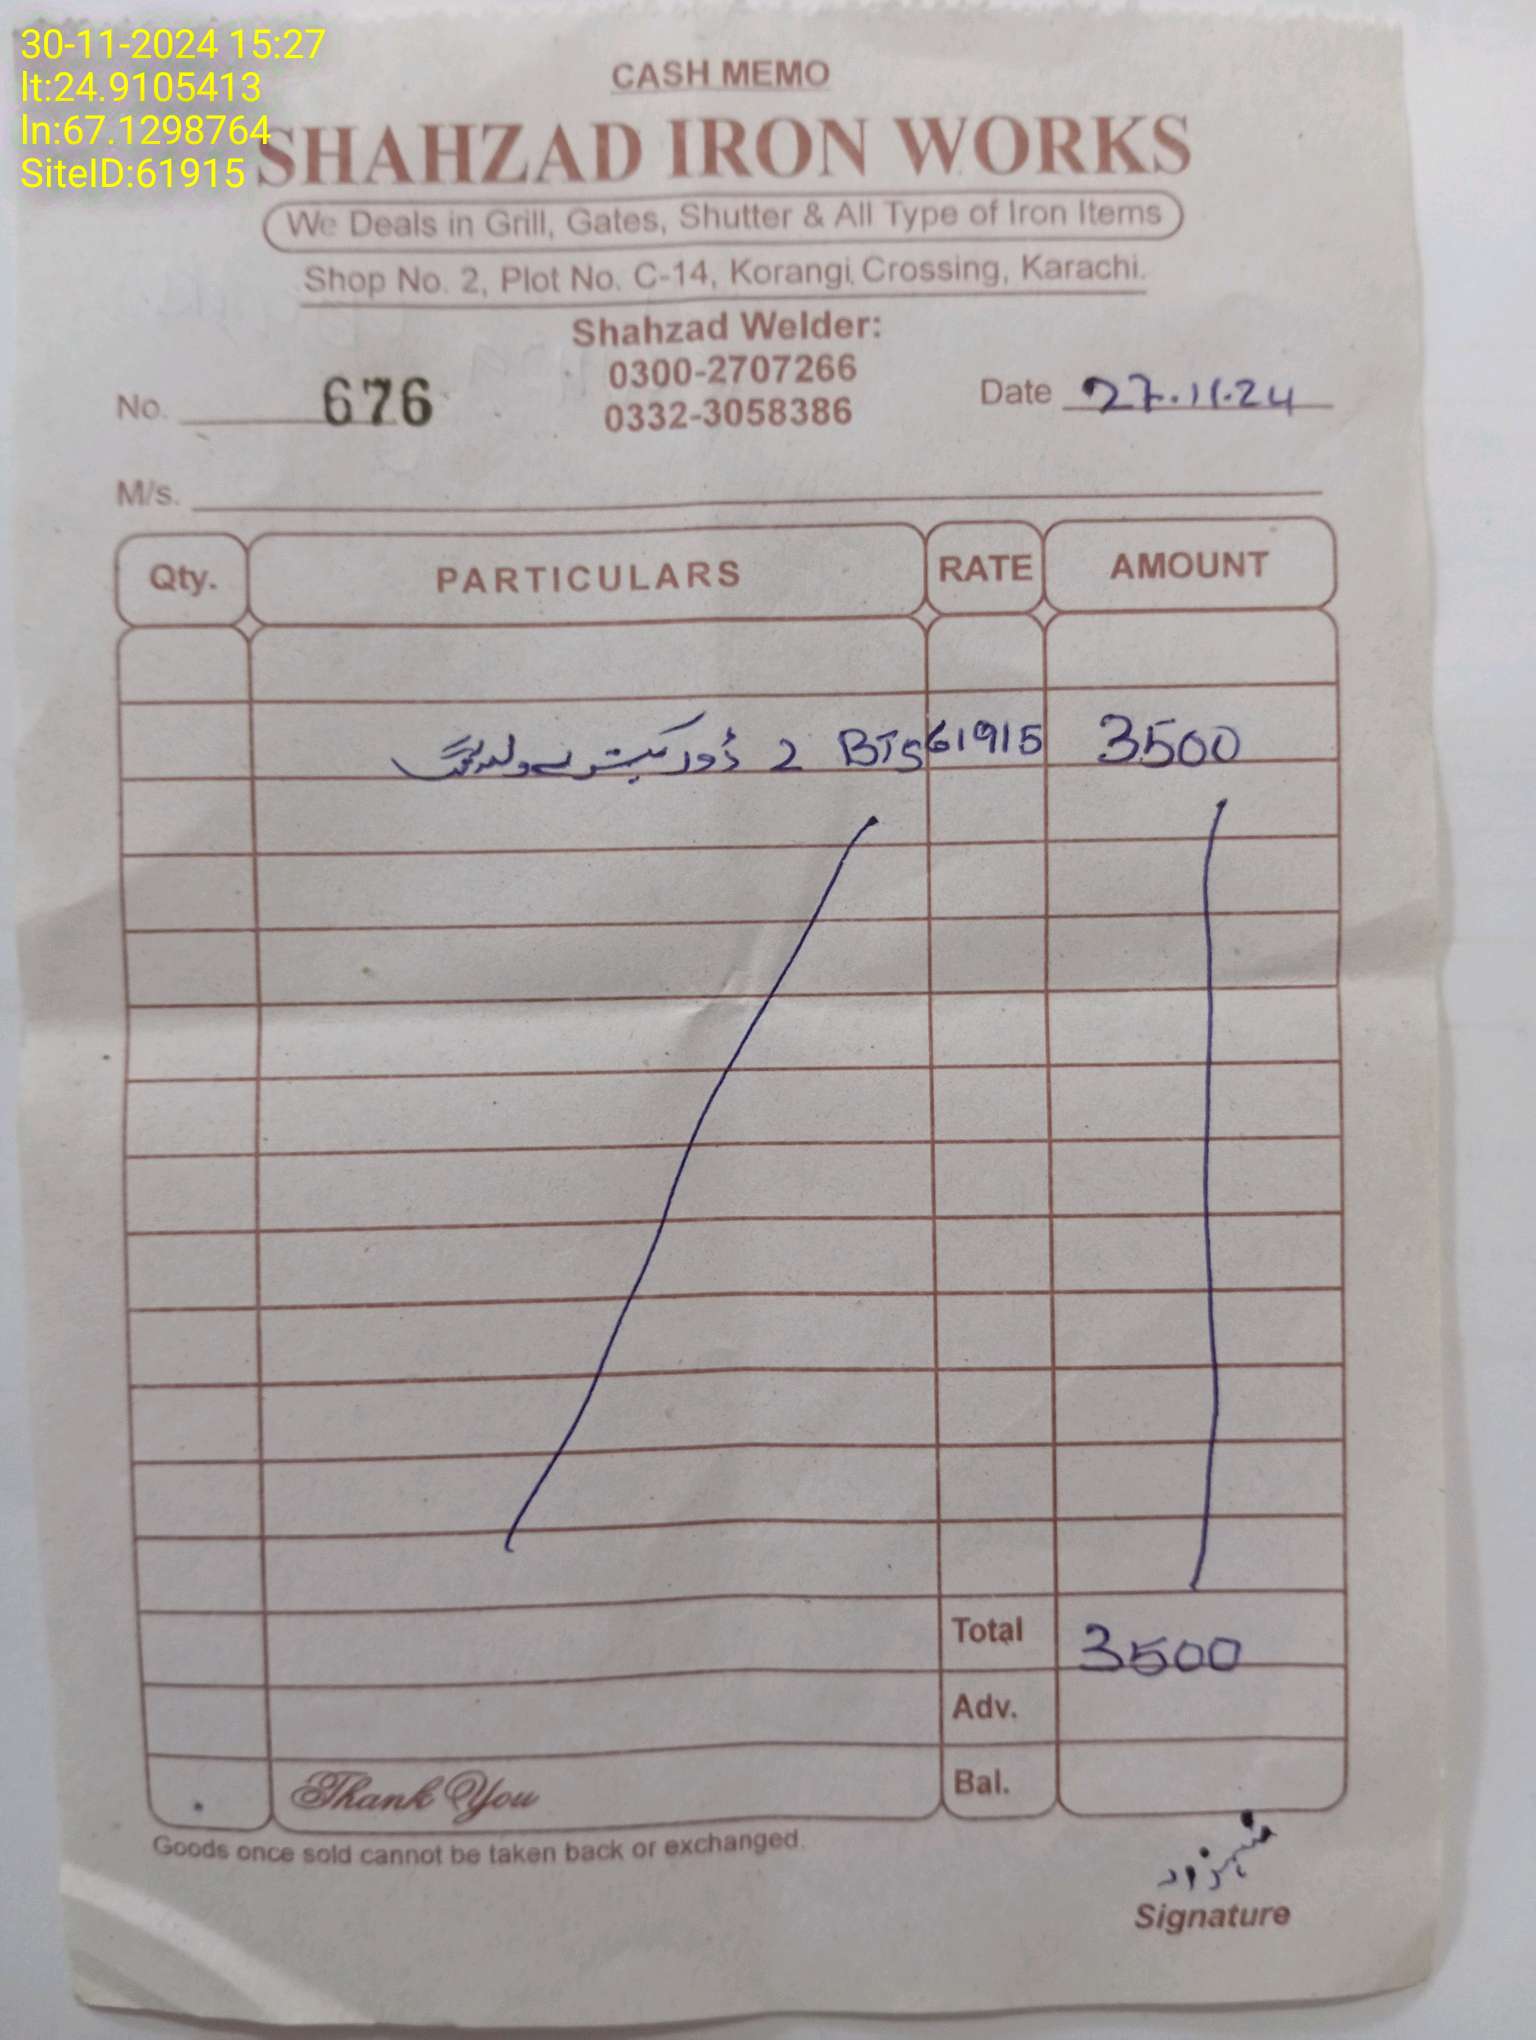 30-11-2024 15:27
lt:24.9105413
ln:67.1298764
SiteID:61915
CASH MEMO
SHAHZAD IRON WORKS
We Deals in Grill, Gates, Shutter & All Type of Iron Items
Shop No. 2, Plot No. C-14, Korangi Crossing, Karachi.
Shahzad Welder:
0300-2707266
0332-3058386
No. 676
Date 27.11.24
M/s.
Qty. PARTICULARS RATE AMOUNT
BTS 61915 2 ڈور ویلڈنگ 3500
Total 3500
Adv.
Bal.
Thank You
Goods once sold cannot be taken back or exchanged.
شہزاد
Signature